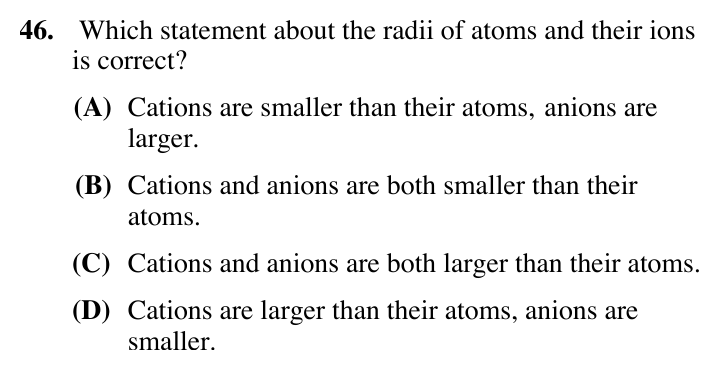 46. Which statement about the radii of atoms and their ions
is correct?
(A) Cations are smaller than their atoms, anions are
larger.
(B) Cations and anions are both smaller than their
atoms.
(C) Cations and anions are both larger than their atoms.
(D) Cations are larger than their atoms, anions are
smaller.